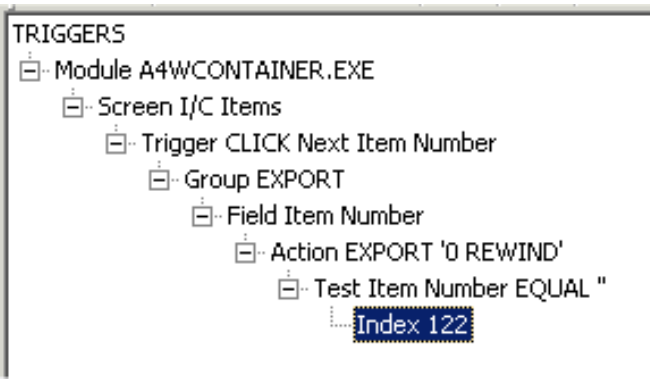 TRIGGERS
Module A4WCONTAINER.EXE
Screen I/C Items
Trigger CLICK Next Item Number
Group EXPORT
Field Item Number
Action EXPORT '0 REWIND'
Test Item Number EQUAL ''
Index 122